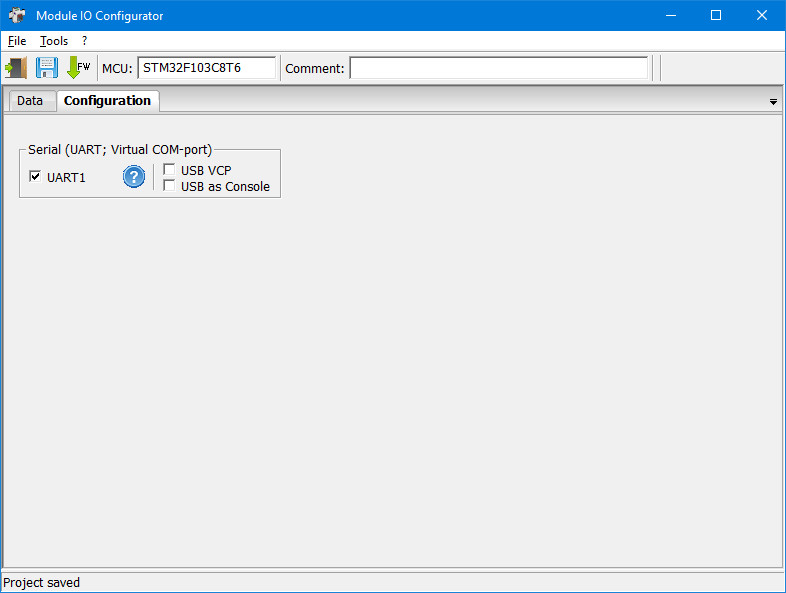 Module IO Configurator
File Tools ?
FW MCU: STM32F103C8T6 Comment:
Data Configuration
Serial (UART; Virtual COM-port)
UART1 ? USB VCP
USB as Console
Project saved